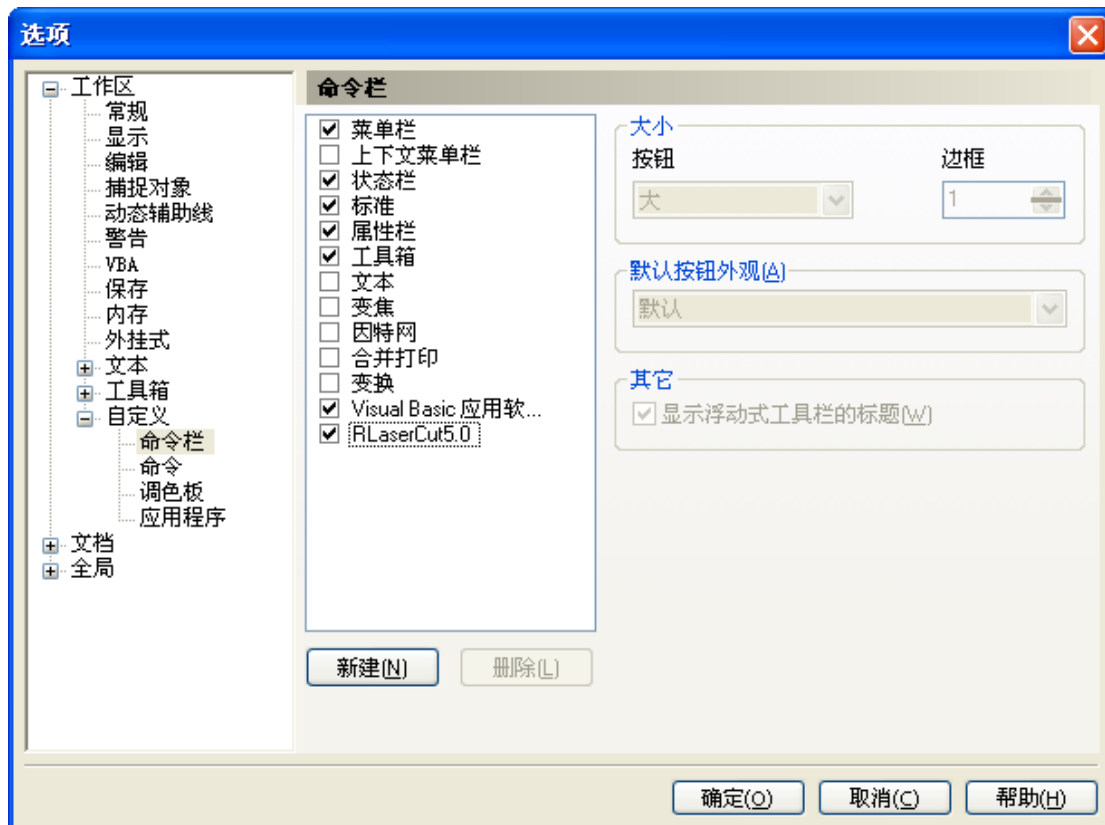 选项
工作区
常规
显示
编辑
捕捉对象
动态辅助线
警告
VBA
保存
内存
外挂式
文本
工具箱
自定义
命令栏
命令
调色板
应用程序
文档
全局
命令栏
菜单栏
上下文菜单栏
状态栏
标准
属性栏
工具箱
文本
变焦
因特网
合并打印
变换
Visual Basic 应用软...
RLaserCut5.0
新建(N)
删除(L)
大小
按钮
边框
大
1
默认按钮外观(A)
默认
其它
显示浮动式工具栏的标题(W)
确定(O)
取消(C)
帮助(H)